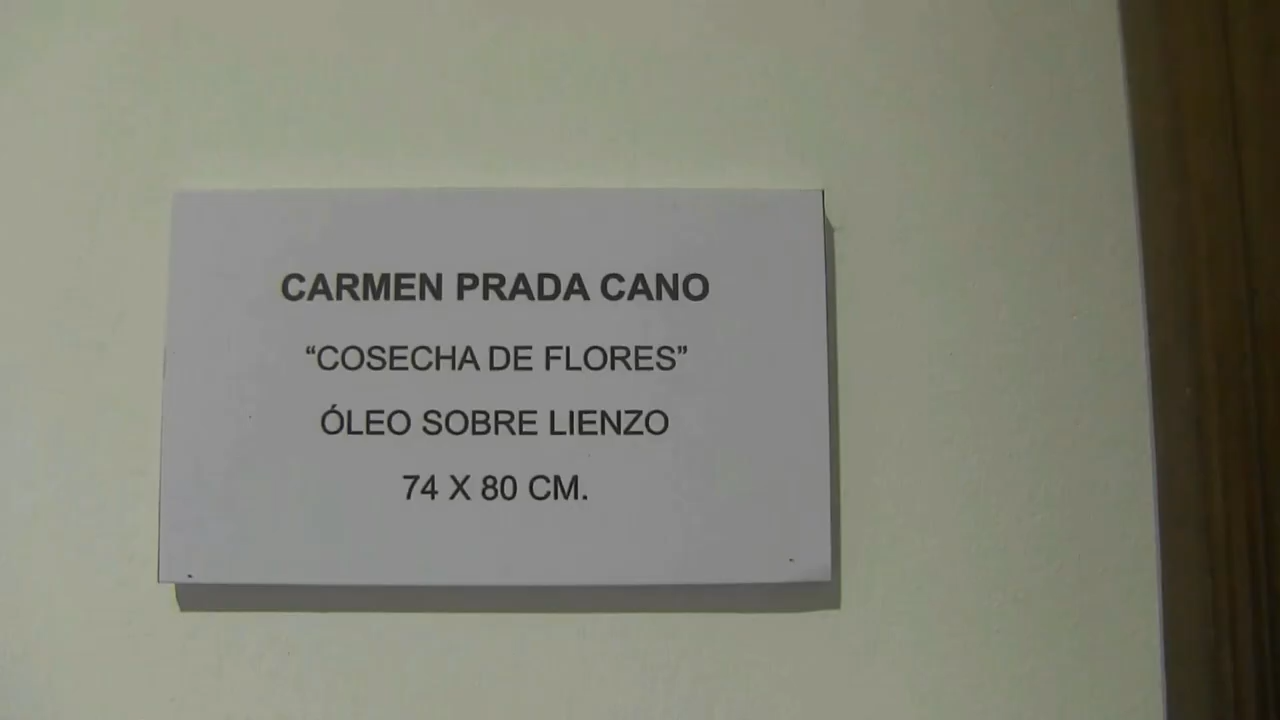 CARMEN PRADA CANO
“COSECHA DE FLORES”
ÓLEO SOBRE LIENZO
74 X 80 CM.